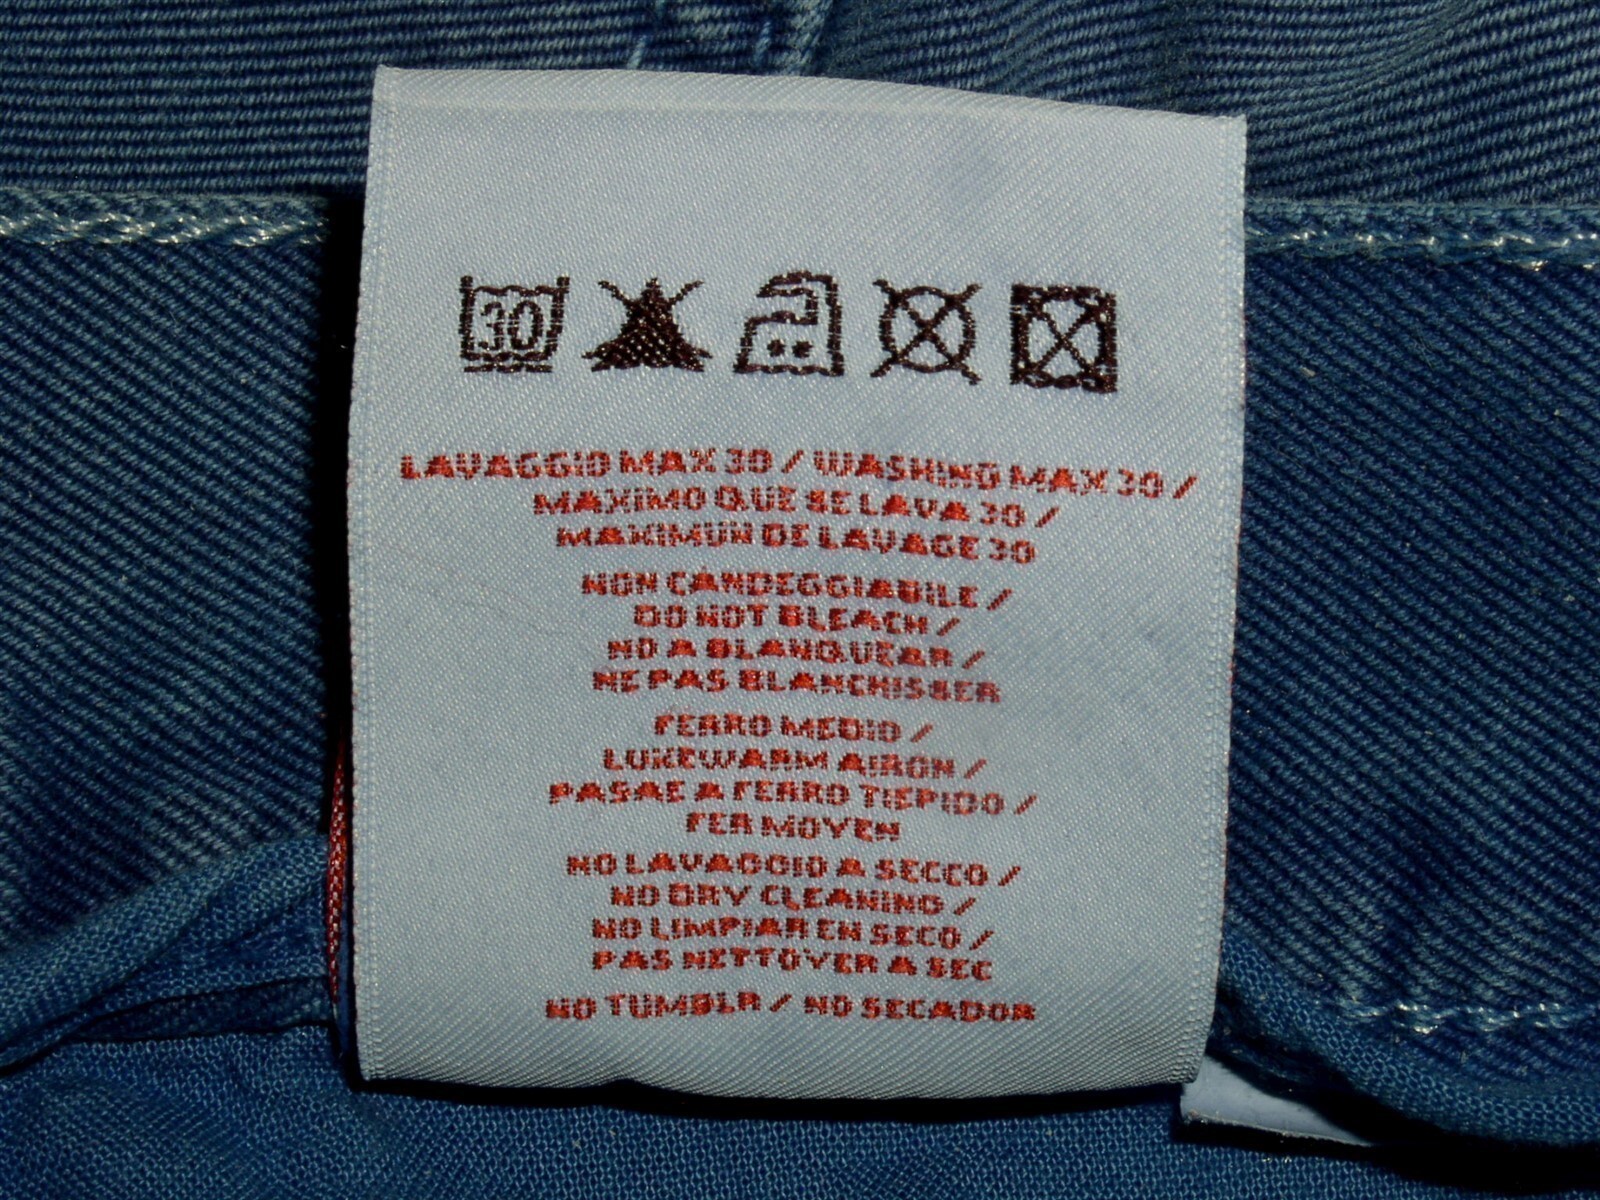 30
LAVAGGIO MAX 30 / WASHING MAX 30 /
MAXIMO QUE SE LAVA 30 /
MAXIMUN DE LAVAGE 30
NON CANDEGGIABILE /
DO NOT BLEACH /
NO A BLANQUEAR /
NE PAS BLANCHISSER
FERRO MEDIO /
LUKEWARM AIRON /
PASAE A FERRO TIEPIDO /
FER MOYEN
NO LAVAGGIO A SECCO /
NO DRY CLEANING /
NO LIMPIAR EN SECO /
PAS NETTOYER A SEC
NO TUMBLR / NO SECADOR